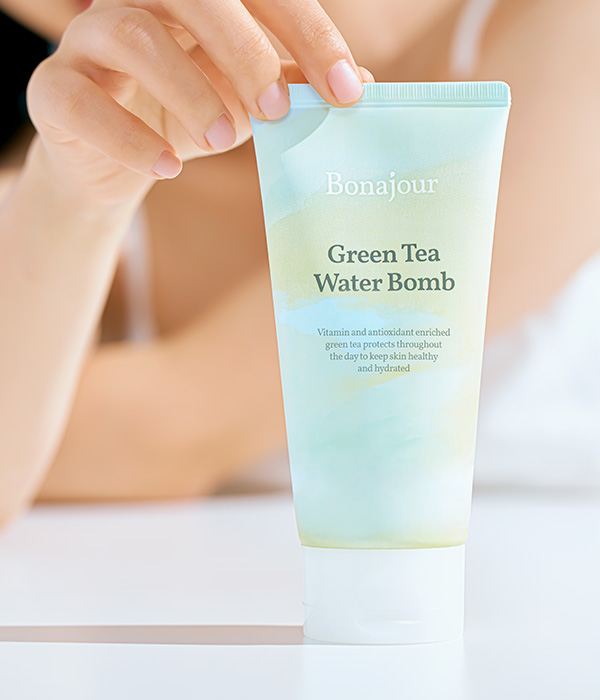 Bonajour
Green Tea
Water Bomb
Vitamin and antioxidant enriched
green tea protects throughout
the day to keep skin healthy
and hydrated